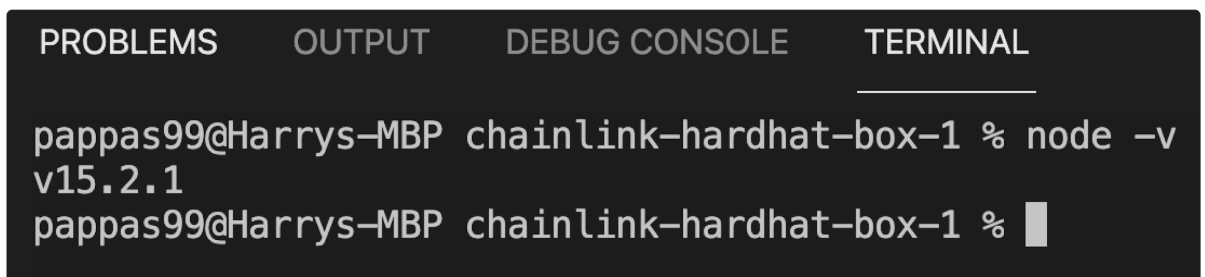 PROBLEMS OUTPUT DEBUG CONSOLE TERMINAL
pappas99@Harrys-MBP chainlink-hardhat-box-1 % node -v
v15.2.1
pappas99@Harrys-MBP chainlink-hardhat-box-1 %